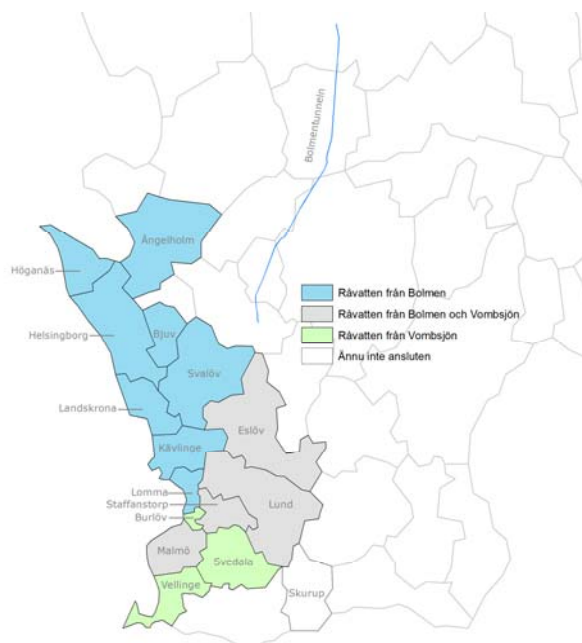 Bolmentunneln
Ängelholm
Höganäs
Råvatten från Bolmen
Råvatten från Bolmen och Vombsjön
Råvatten från Vombsjön
Ännu inte ansluten
Helsingborg
Bjuv
Svalöv
Landskrona
Eslöv
Kävlinge
Lomma
Staffanstorp
Lund
Burlöv
Malmö
Svedala
Vellinge
Skurup